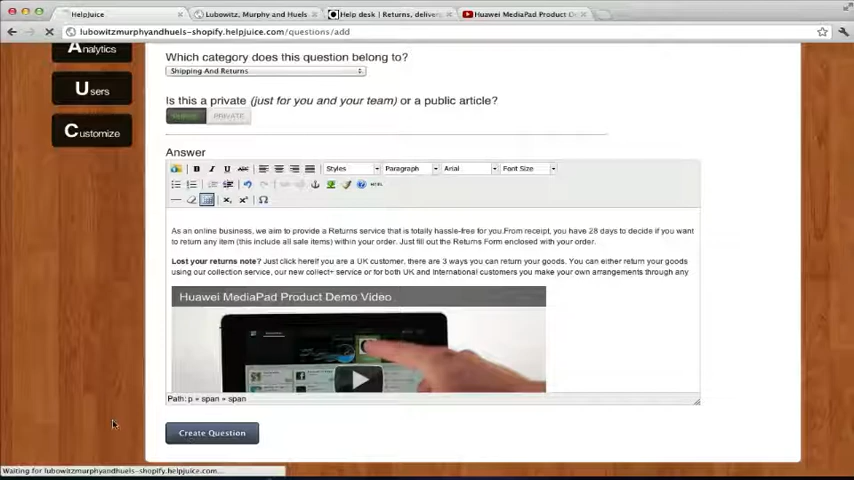 HelpJuice
Lubowitz, Murphy and Huels
Help desk | Returns, deliver
Huawei MediaPad Product De
lubowitzmurphyandhuels-shopify.helpjuice.com/questions/add
Analytics
Users
Customize
Which category does this question belong to?
Shipping And Returns
Is this a private (just for you and your team) or a public article?
PUBLIC PRIVATE
Answer
B I U ABC Styles Paragraph Arial Font Size
HTML
As an online business, we aim to provide a Returns service that is totally hassle-free for you.From receipt, you have 28 days to decide if you want
to return any item (this include all sale items) within your order. Just fill out the Returns Form enclosed with your order.
Lost your returns note? Just click here!If you are a UK customer, there are 3 ways you can return your goods. You can either return your goods
using our collection service, our new collect+ service or for both UK and International customers you make your own arrangements through any
Huawei MediaPad Product Demo Video
Path: p » span » span
Create Question
Waiting for lubowitzmurphyandhuels-shopify.helpjuice.com...